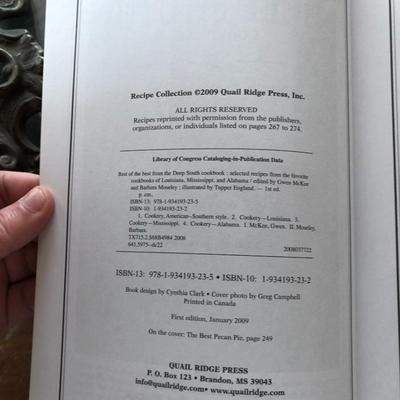 Recipe Collection ©2009 Quail Ridge Press, Inc.
ALL RIGHTS RESERVED
Recipes reprinted with permission from the publishers,
organizations, or individuals listed on pages 267 to 274.
Library of Congress Cataloging-in-Publication Data
Best of the best from the Deep South cookbook : selected recipes from the favorite
cookbooks of Louisiana, Mississippi, and Alabama / edited by Gwen McKee
and Barbara Moseley ; illustrated by Tupper England. — 1st ed.
p. cm.
ISBN-13: 978-1-934193-23-5
ISBN-10: 1-934193-23-2
1. Cookery, American--Southern style. 2. Cookery--Louisiana. 3.
Cookery--Mississippi. 4. Cookery--Alabama. I. McKee, Gwen. II. Moseley,
Barbara.
TX715.2.S68B4984 2008
641.5975--dc22 2008037722
ISBN-13: 978-1-934193-23-5 • ISBN-10: 1-934193-23-2
Book design by Cynthia Clark • Cover photo by Greg Campbell
Printed in Canada
First edition, January 2009
On the cover: The Best Pecan Pie, page 249
QUAIL RIDGE PRESS
P. O. Box 123 • Brandon, MS 39043
info@quailridge.com • www.quailridge.com